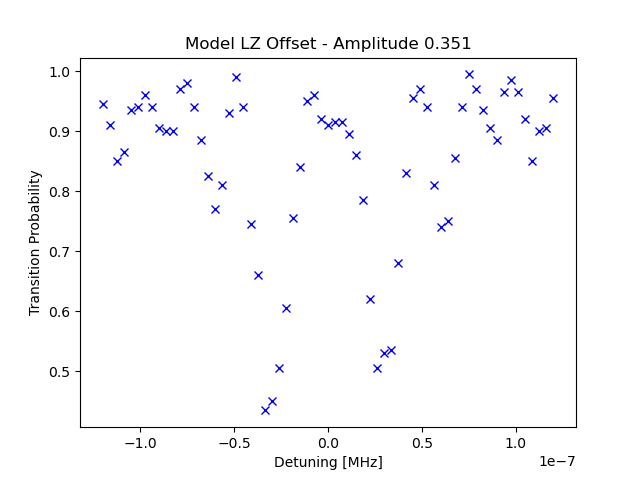 Model LZ Offset - Amplitude 0.351
Transition Probability
1.0
0.9
0.8
0.7
0.6
0.5
−1.0 −0.5 0.0 0.5 1.0
1e−7
Detuning [MHz]